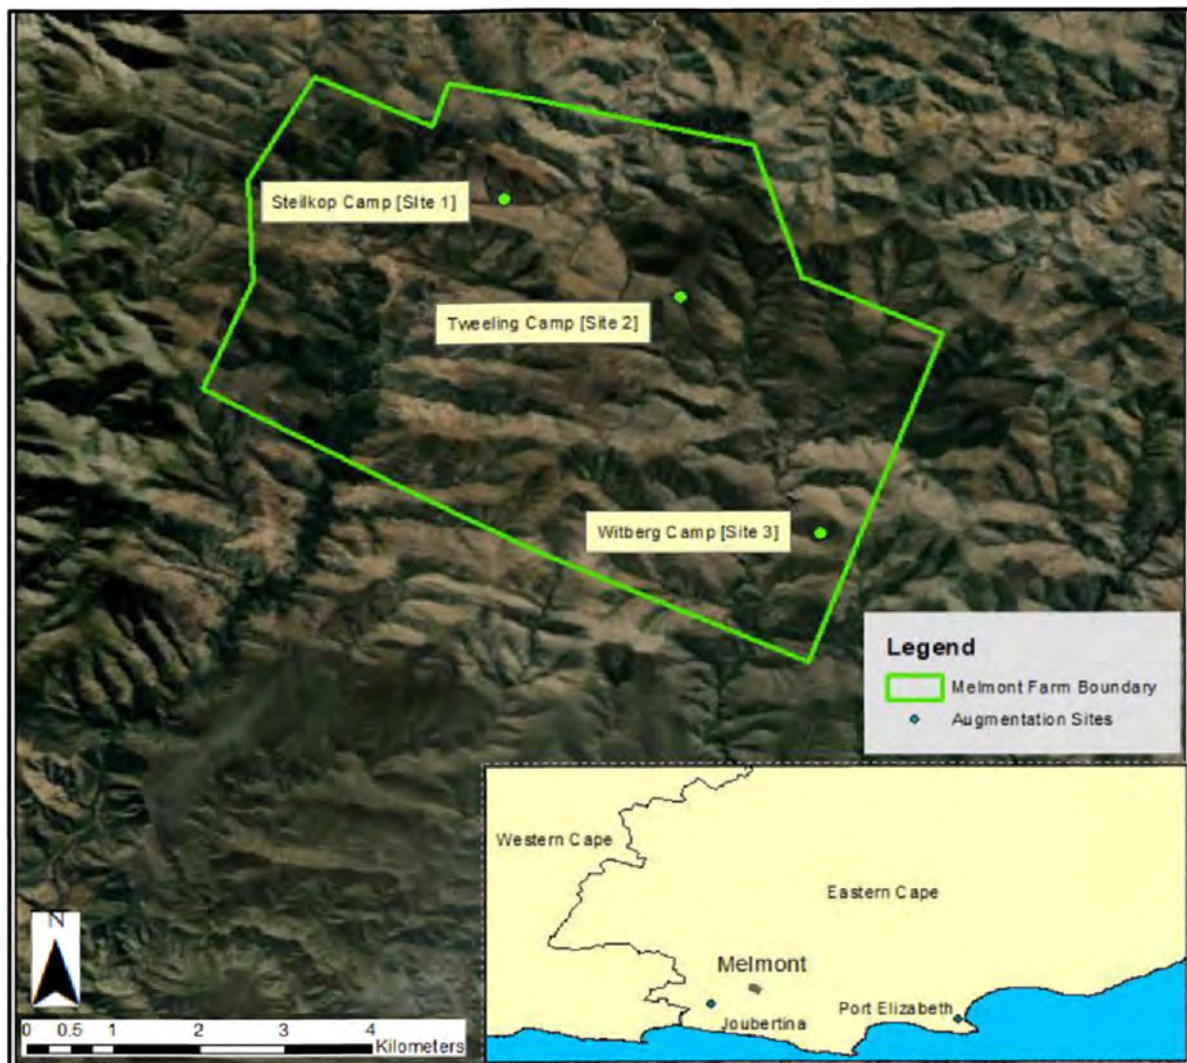 Steilkop Camp [SIte 1]
Tweeling Camp [Site 2]
Witberg Camp [Site 3]
Legend
Melmont Farm Boundary
Augmentation Sites
Western Cape
Eastern Cape
Melmont
Port Elizabeth
Joubertina
N
0 0.5 1 2 3 4
Kilometers